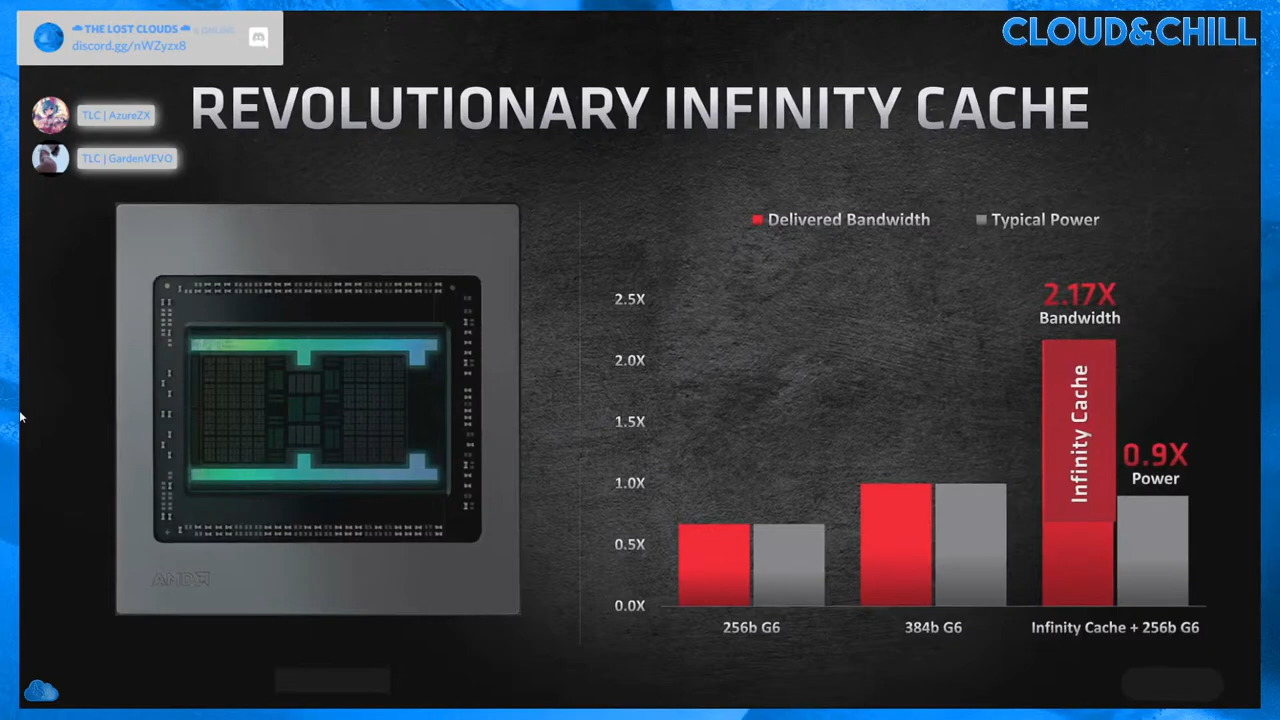 THE LOST CLOUDS
discord.gg/nWZyzx8
CLOUD&CHILL
REVOLUTIONARY INFINITY CACHE
TLC | AzureZX
TLC | GardenVEVO
Delivered Bandwidth
Typical Power
2.17X
Bandwidth
2.5X
2.0X
1.5X
1.0X
0.5X
0.0X
Infinity Cache
0.9X
Power
AMD
256b G6
384b G6
Infinity Cache + 256b G6